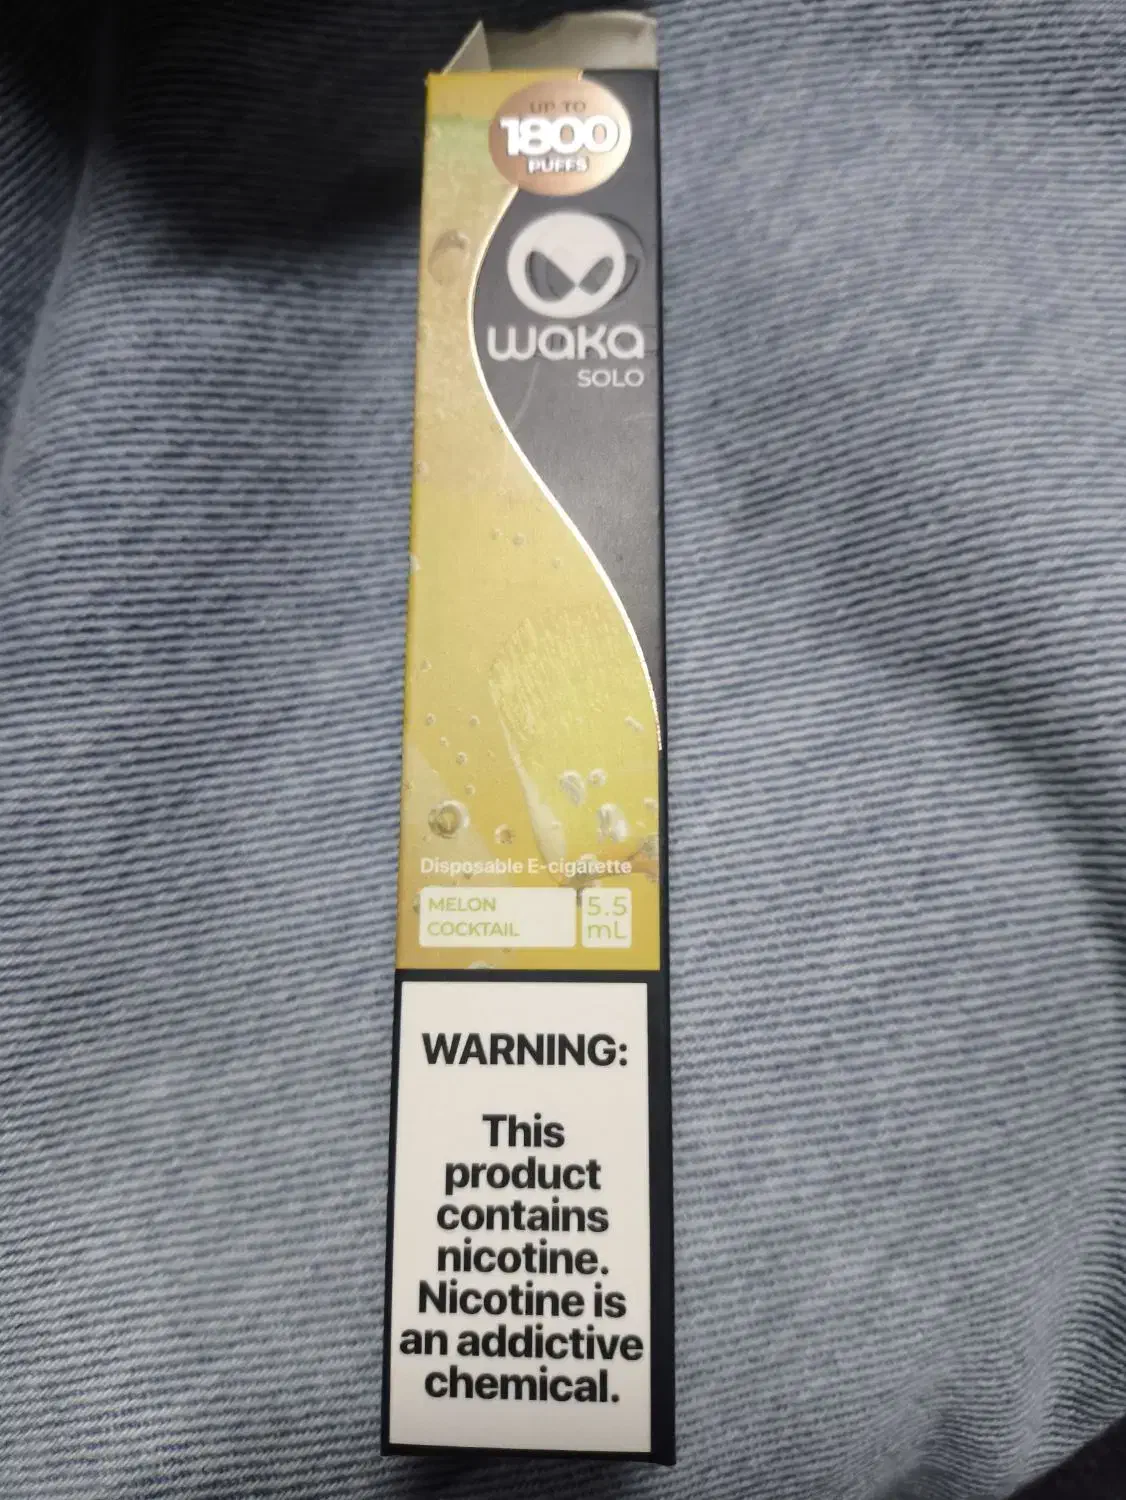 UP TO
1800
PUFFS
WAKA
SOLO
Disposable E-cigarette
MELON
COCKTAIL
5.5
mL
WARNING:
This
product
contains
nicotine.
Nicotine is
an addictive
chemical.